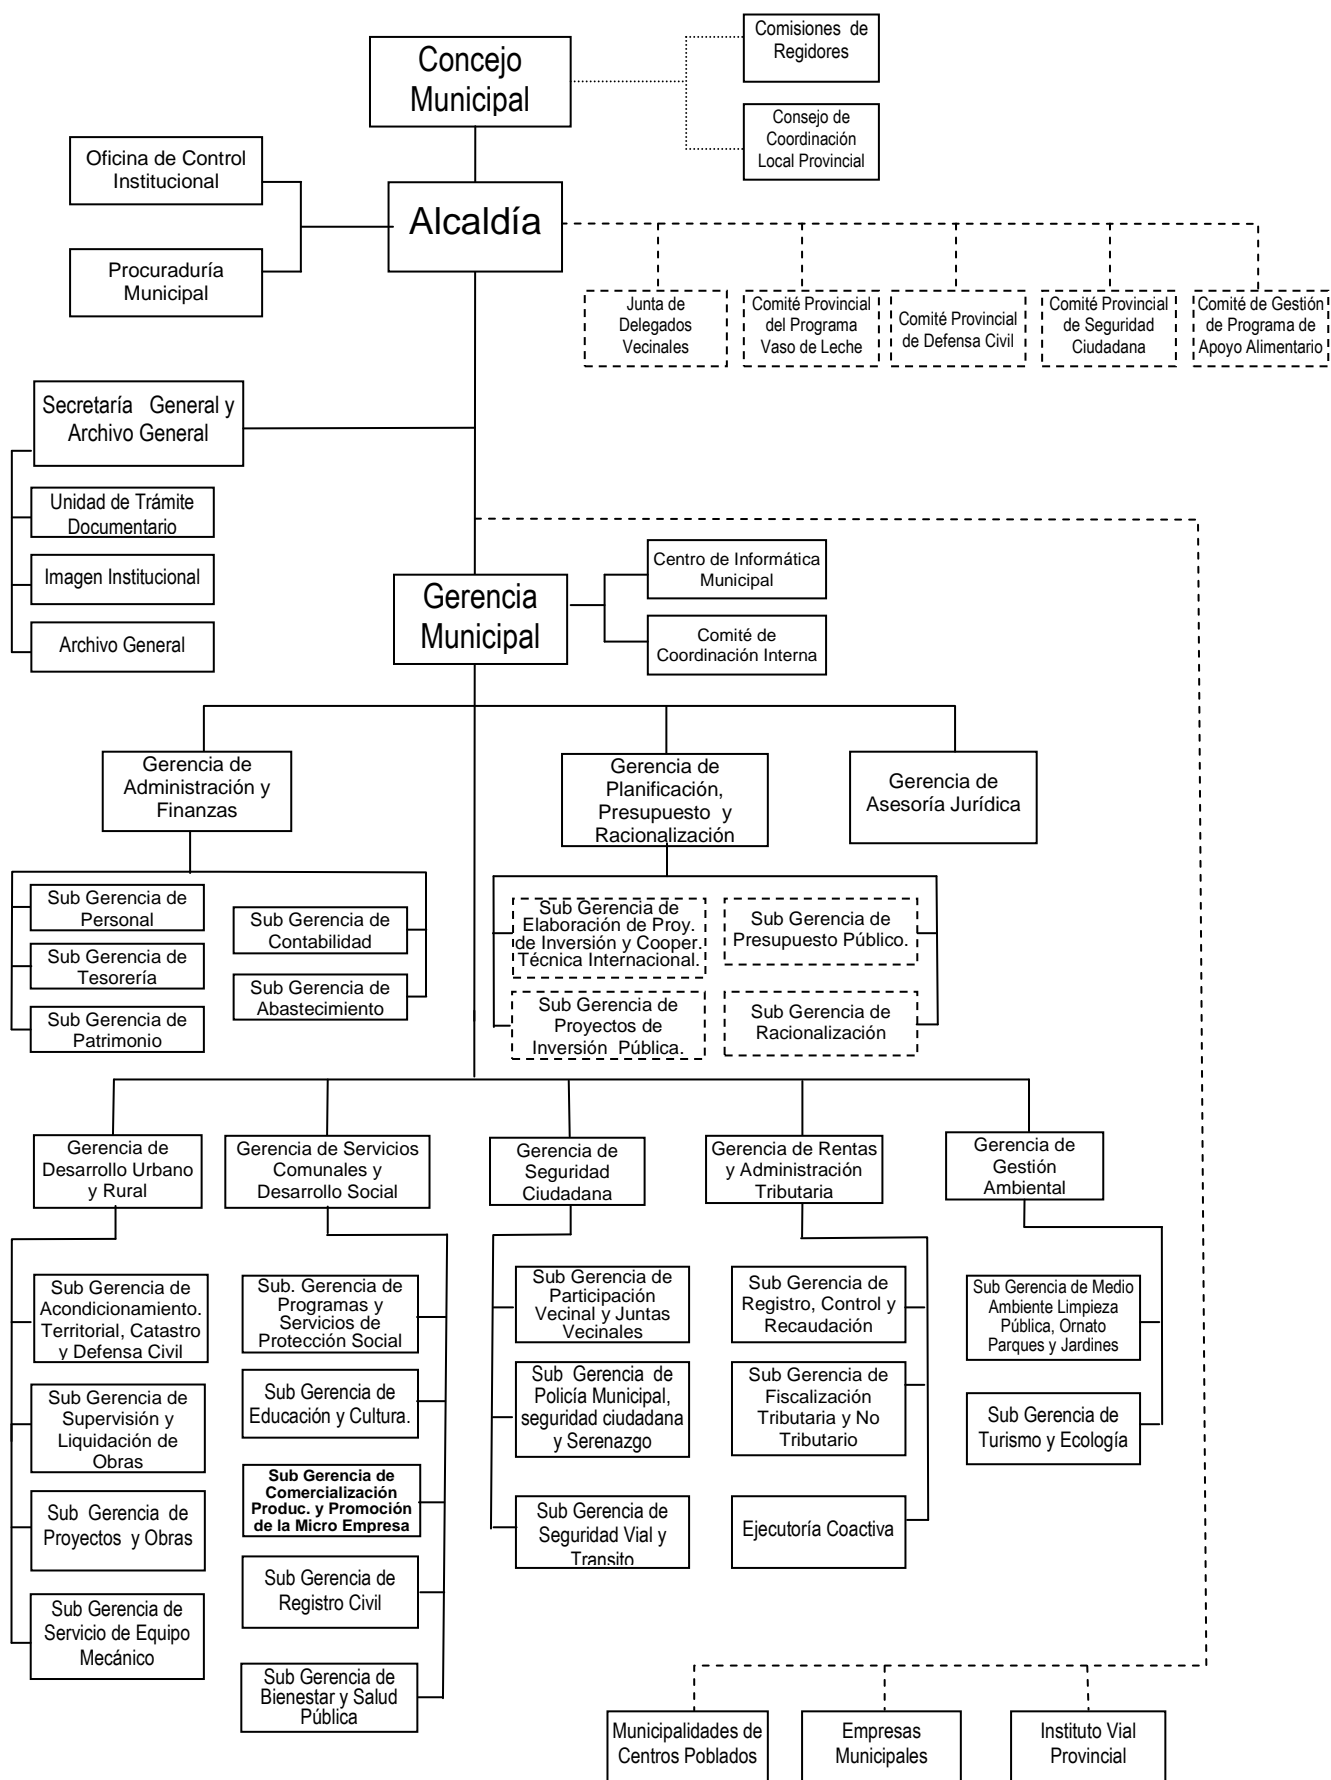 Concejo
Municipal
Comisiones de
Regidores
Consejo de
Coordinación
Local Provincial
Oficina de Control
Institucional
Alcaldía
Procuraduría
Municipal
Junta de
Delegados
Vecinales
Comité Provincial
del Programa
Vaso de Leche
Comité Provincial
de Defensa Civil
Comité Provincial
de Seguridad
Ciudadana
Comité de Gestión
de Programa de
Apoyo Alimentario
Secretaría General y
Archivo General
Unidad de Trámite
Documentario
Imagen Institucional
Archivo General
Gerencia
Municipal
Centro de Informática
Municipal
Comité de
Coordinación Interna
Gerencia de
Administración y
Finanzas
Gerencia de
Planificación,
Presupuesto y
Racionalización
Gerencia de
Asesoría Jurídica
Sub Gerencia de
Personal
Sub Gerencia de
Tesorería
Sub Gerencia de
Patrimonio
Sub Gerencia de
Contabilidad
Sub Gerencia de
Abastecimiento
Sub Gerencia de
Elaboración de Proy.
de Inversión y Cooper.
Técnica Internacional.
Sub Gerencia de
Proyectos de
Inversión Pública.
Sub Gerencia de
Presupuesto Público.
Sub Gerencia de
Racionalización
Gerencia de
Desarrollo Urbano
y Rural
Gerencia de Servicios
Comunales y
Desarrollo Social
Gerencia de
Seguridad
Ciudadana
Gerencia de Rentas
y Administración
Tributaria
Gerencia de
Gestión
Ambiental
Sub Gerencia de
Acondicionamiento.
Territorial, Catastro
y Defensa Civil
Sub Gerencia de
Supervisión y
Liquidación de
Obras
Sub Gerencia de
Proyectos y Obras
Sub Gerencia de
Servicio de Equipo
Mecánico
Sub. Gerencia de
Programas y
Servicios de
Protección Social
Sub Gerencia de
Educación y Cultura.
Sub Gerencia de
Comercialización
Produc. y Promoción
de la Micro Empresa
Sub Gerencia de
Registro Civil
Sub Gerencia de
Bienestar y Salud
Pública
Sub Gerencia de
Participación
Vecinal y Juntas
Vecinales
Sub Gerencia de
Policía Municipal,
seguridad ciudadana
y Serenazgo
Sub Gerencia de
Seguridad Vial y
Transito
Sub Gerencia de
Registro, Control y
Recaudación
Sub Gerencia de
Fiscalización
Tributaria y No
Tributario
Ejecutoría Coactiva
Sub Gerencia de Medio
Ambiente Limpieza
Pública, Ornato
Parques y Jardines
Sub Gerencia de
Turismo y Ecología
Municipalidades de
Centros Poblados
Empresas
Municipales
Instituto Vial
Provincial